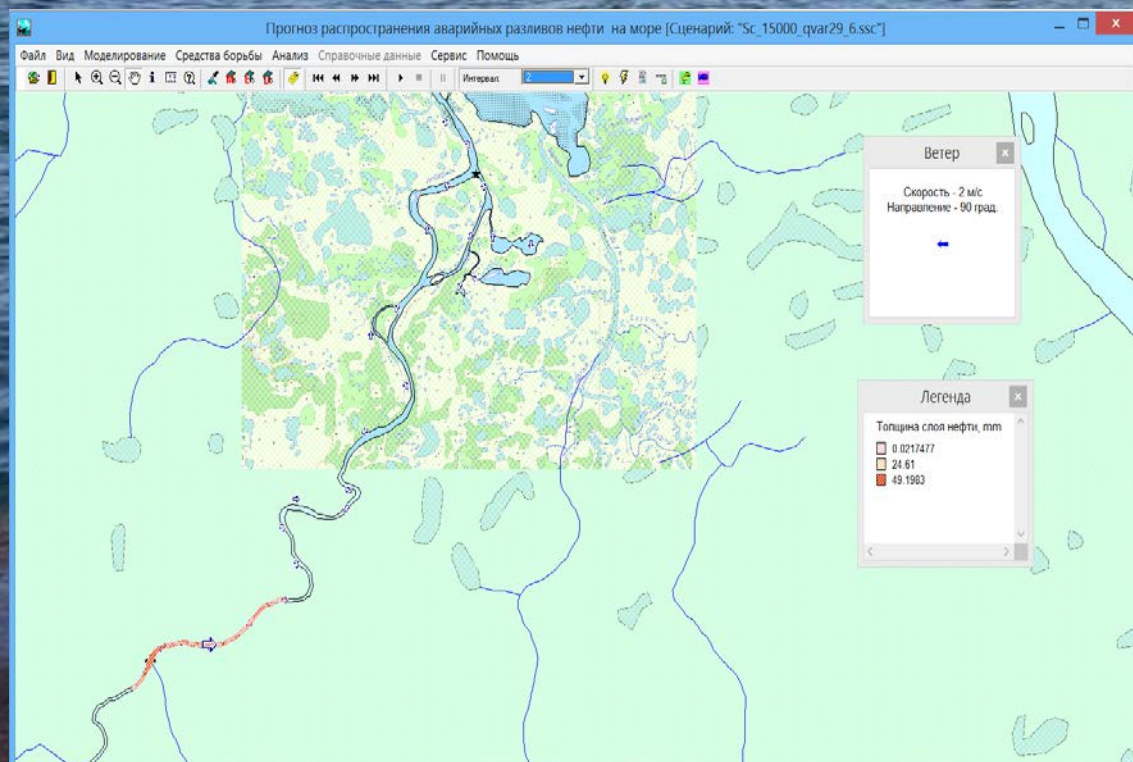 Прогноз распространения аварийных разливов нефти на море [Сценарий: "Sc_15000_qvar29_6.ssc"]
Файл Вид Моделирование Средства борьбы Анализ Справочные данные Сервис Помощь
Интервал: 2
Ветер
Скорость - 2 м/с
Направление - 90 град.
Легенда
Толщина слоя нефти, mm
0.0217477
24.61
49.1983